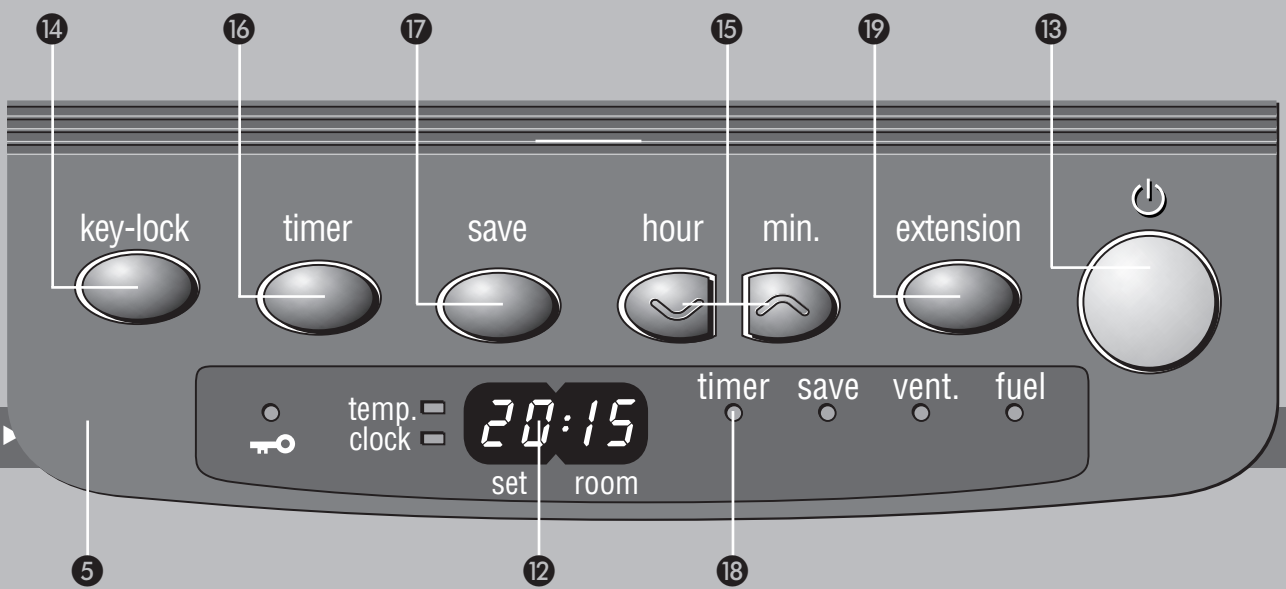 14 16 17 15 19 13
key-lock timer save hour min. extension
timer save vent. fuel
temp.
clock
20:15
set room
5 12 18